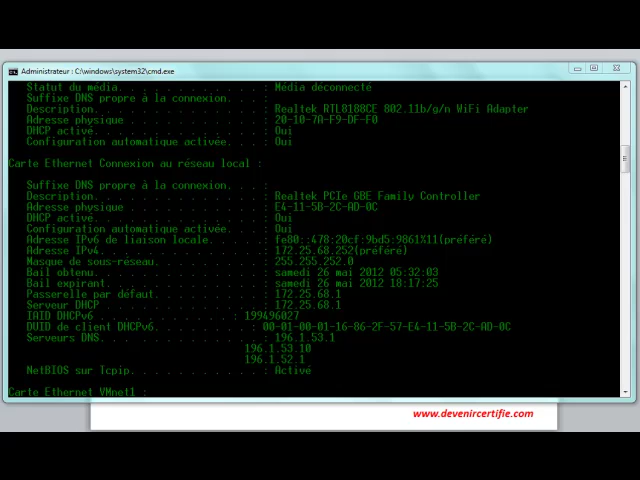 Administrateur : C:\windows\system32\cmd.exe
Statut du média. . . . . . . . . . . . : Média déconnecté
Suffixe DNS propre à la connexion. . . :
Description. . . . . . . . . . . . . . : Realtek RTL8188CE 802.11b/g/n WiFi Adapter
Adresse physique . . . . . . . . . . . : 20-10-7A-F9-DF-F0
DHCP activé. . . . . . . . . . . . . . : Oui
Configuration automatique activée. . . : Oui
Carte Ethernet Connexion au réseau local :
Suffixe DNS propre à la connexion. . . :
Description. . . . . . . . . . . . . . : Realtek PCIe GBE Family Controller
Adresse physique . . . . . . . . . . . : E4-11-5B-2C-AD-0C
DHCP activé. . . . . . . . . . . . . . : Oui
Configuration automatique activée. . . : Oui
Adresse IPv6 de liaison locale. . . . .: fe80::478:20cf:9bd5:9861%11(préféré)
Adresse IPv4. . . . . . . . . . . . . .: 172.25.68.252(préféré)
Masque de sous-réseau. . . . . . . . . : 255.255.252.0
Bail obtenu. . . . . . . . . . . . . . : samedi 26 mai 2012 05:32:03
Bail expirant. . . . . . . . . . . . . : samedi 26 mai 2012 18:17:25
Passerelle par défaut. . . . . . . . . : 172.25.68.1
Serveur DHCP . . . . . . . . . . . . . : 172.25.68.1
IAID DHCPv6 . . . . . . . . . . . : 199496027
DUID de client DHCPv6. . . . . . . . : 00-01-00-01-16-86-2F-57-E4-11-5B-2C-AD-0C
Serveurs DNS. . . . . . . . . . . . . : 196.1.53.1
196.1.53.10
196.1.52.1
NetBIOS sur Tcpip. . . . . . . . . . . : Activé
Carte Ethernet VMnet1 :
www.devenircertifie.com